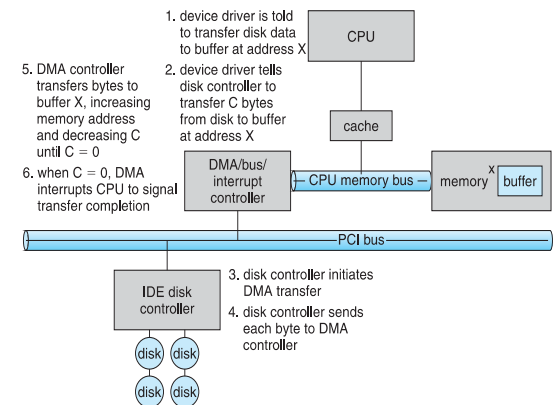 1. device driver is told
to transfer disk data
to buffer at address X
CPU
5. DMA controller
transfers bytes to
buffer X, increasing
memory address
and decreasing C
until C = 0
2. device driver tells
disk controller to
transfer C bytes
from disk to buffer
at address X
cache
6. when C = 0, DMA
interrupts CPU to signal
transfer completion
DMA/bus/
interrupt
controller
CPU memory bus
memory
X
buffer
PCI bus
IDE disk
controller
3. disk controller initiates
DMA transfer
4. disk controller sends
each byte to DMA
controller
disk
disk
disk
disk